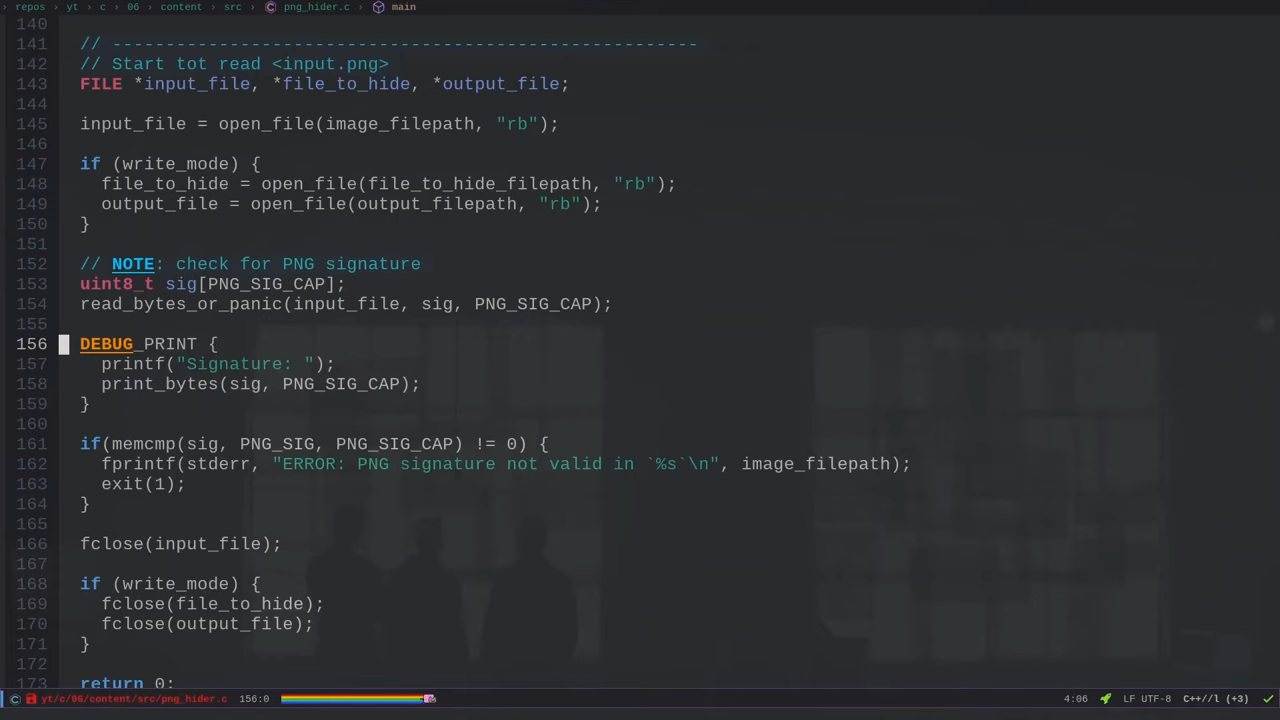 › repos › yt › c › 06 › content › src › png_hider.c › main
140
141 // -------------------------------------------------------
142 // Start tot read <input.png>
143 FILE *input_file, *file_to_hide, *output_file;
144
145 input_file = open_file(image_filepath, "rb");
146
147 if (write_mode) {
148   file_to_hide = open_file(file_to_hide_filepath, "rb");
149   output_file = open_file(output_filepath, "rb");
150 }
151
152 // NOTE: check for PNG signature
153 uint8_t sig[PNG_SIG_CAP];
154 read_bytes_or_panic(input_file, sig, PNG_SIG_CAP);
155
156 DEBUG_PRINT {
157   printf("Signature: ");
158   print_bytes(sig, PNG_SIG_CAP);
159 }
160
161 if(memcmp(sig, PNG_SIG, PNG_SIG_CAP) != 0) {
162   fprintf(stderr, "ERROR: PNG signature not valid in `%s`\n", image_filepath);
163   exit(1);
164 }
165
166 fclose(input_file);
167
168 if (write_mode) {
169   fclose(file_to_hide);
170   fclose(output_file);
171 }
172
173 return 0;
yt/c/06/content/src/png_hider.c 156:0 4:06 LF UTF-8 C++//l (+3)